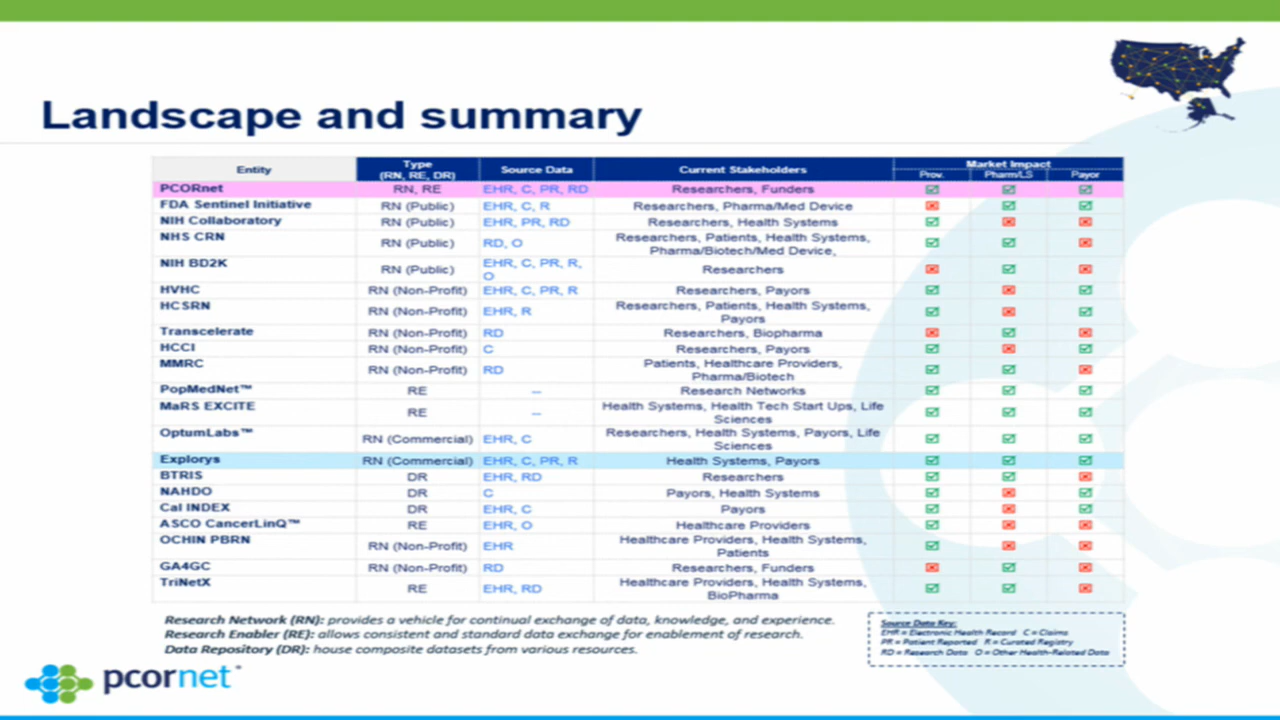 Landscape and summary
Entity Type (RN, RE, DR) Source Data Current Stakeholders Market Impact Prov. Pharm/LS Payor
PCORnet RN, RE EHR, C, PR, RD Researchers, Funders ☑ ☑ ☑
FDA Sentinel Initiative RN (Public) EHR, C, R Researchers, Pharma/Med Device ☒ ☑ ☑
NIH Collaboratory RN (Public) EHR, PR, RD Researchers, Health Systems ☑ ☒ ☒
NHS CRN RN (Public) RD, O Researchers, Patients, Health Systems, Pharma/Biotech/Med Device, ☑ ☑ ☒
NIH BD2K RN (Public) EHR, C, PR, R, O Researchers ☒ ☑ ☒
HVHC RN (Non-Profit) EHR, C, PR, R Researchers, Payors ☑ ☒ ☑
HCSRN RN (Non-Profit) EHR, R Researchers, Patients, Health Systems, Payors ☑ ☒ ☑
Transcelerate RN (Non-Profit) RD Researchers, Biopharma ☒ ☑ ☒
HCCI RN (Non-Profit) C Researchers, Payors ☑ ☒ ☑
MMRC RN (Non-Profit) RD Patients, Healthcare Providers, Pharma/Biotech ☑ ☑ ☒
PopMedNet™ RE -- Research Networks ☑ ☑ ☑
MaRS EXCITE RE -- Health Systems, Health Tech Start Ups, Life Sciences ☑ ☑ ☑
OptumLabs™ RN (Commercial) EHR, C Researchers, Health Systems, Payors, Life Sciences ☑ ☑ ☑
Explorys RN (Commercial) EHR, C, PR, R Health Systems, Payors ☑ ☑ ☑
BTRIS DR EHR, RD Researchers ☑ ☑ ☒
NAHDO DR C Payors, Health Systems ☑ ☒ ☑
Cal INDEX DR EHR, C Payors ☑ ☒ ☑
ASCO CancerLinQ™ RE EHR, O Healthcare Providers ☑ ☒ ☒
OCHIN PBRN RN (Non-Profit) EHR Healthcare Providers, Health Systems, Patients ☑ ☒ ☒
GA4GC RN (Non-Profit) RD Researchers, Funders ☒ ☑ ☒
TriNetX RE EHR, RD Healthcare Providers, Health Systems, BioPharma ☑ ☑ ☒
Research Network (RN): provides a vehicle for continual exchange of data, knowledge, and experience.
Research Enabler (RE): allows consistent and standard data exchange for enablement of research.
Data Repository (DR): house composite datasets from various resources.
Source Data Key:
EHR = Electronic Health Record C = Claims
PR = Patient Reported R = Curated Registry
RD = Research Data O = Other Health-Related Data
pcornet